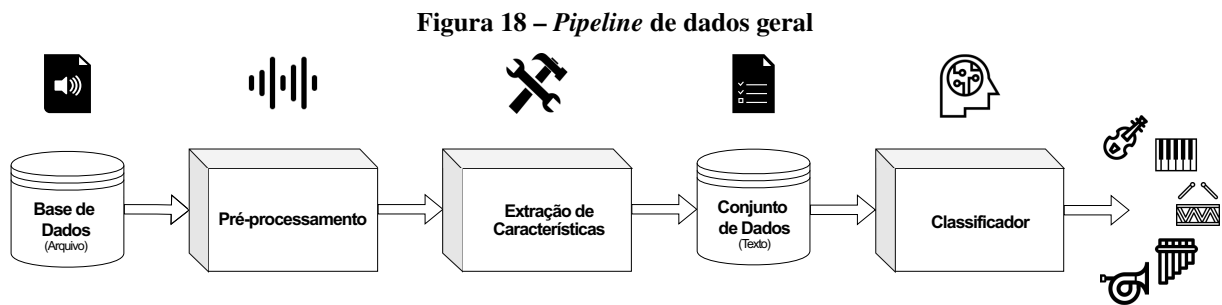 Figura 18 – Pipeline de dados geral
Base de
Dados
(Arquivo)
Pré-processamento
Extração de
Características
Conjunto
de Dados
(Texto)
Classificador